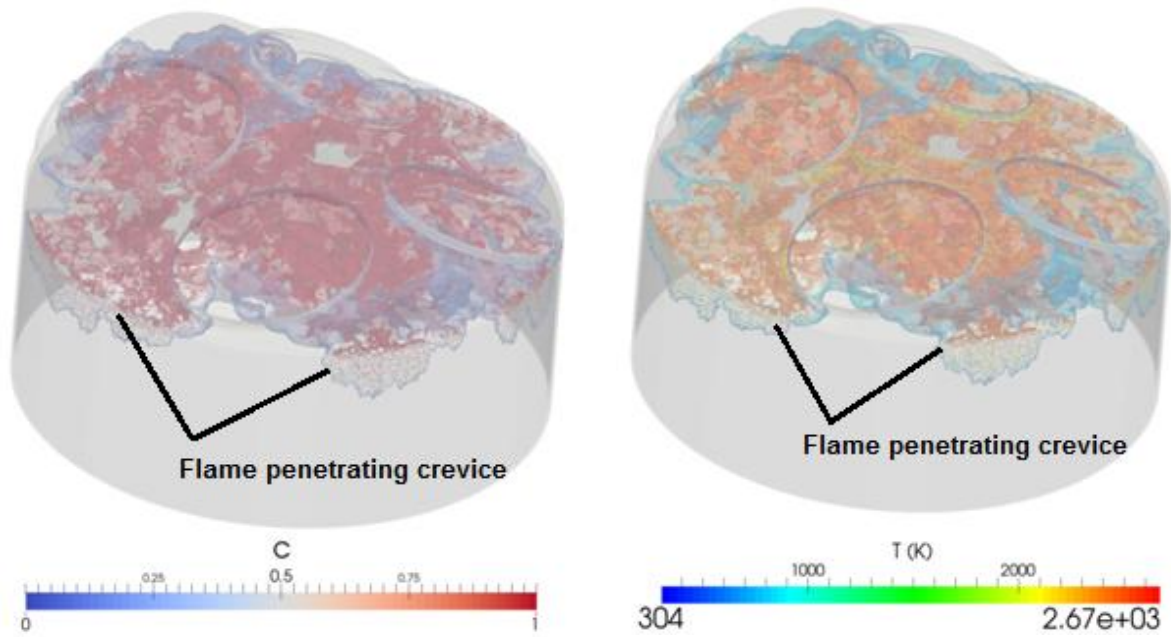 Flame penetrating crevice
Flame penetrating crevice
C
0.25 0.5 0.75
0 1
T (K)
1000 2000
304 2.67e+03